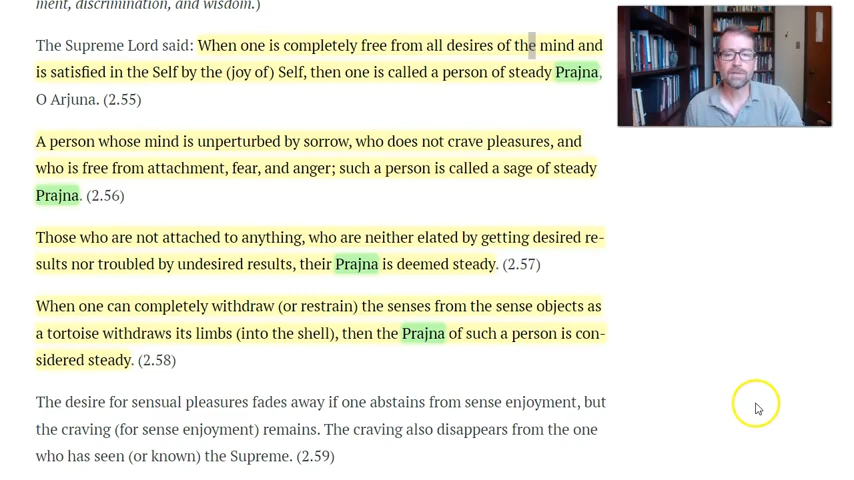 ment, discrimination, and wisdom.)
The Supreme Lord said: When one is completely free from all desires of the mind and
is satisfied in the Self by the (joy of) Self, then one is called a person of steady Prajna,
O Arjuna. (2.55)
A person whose mind is unperturbed by sorrow, who does not crave pleasures, and
who is free from attachment, fear, and anger; such a person is called a sage of steady
Prajna. (2.56)
Those who are not attached to anything, who are neither elated by getting desired re-
sults nor troubled by undesired results, their Prajna is deemed steady. (2.57)
When one can completely withdraw (or restrain) the senses from the sense objects as
a tortoise withdraws its limbs (into the shell), then the Prajna of such a person is con-
sidered steady. (2.58)
The desire for sensual pleasures fades away if one abstains from sense enjoyment, but
the craving (for sense enjoyment) remains. The craving also disappears from the one
who has seen (or known) the Supreme. (2.59)